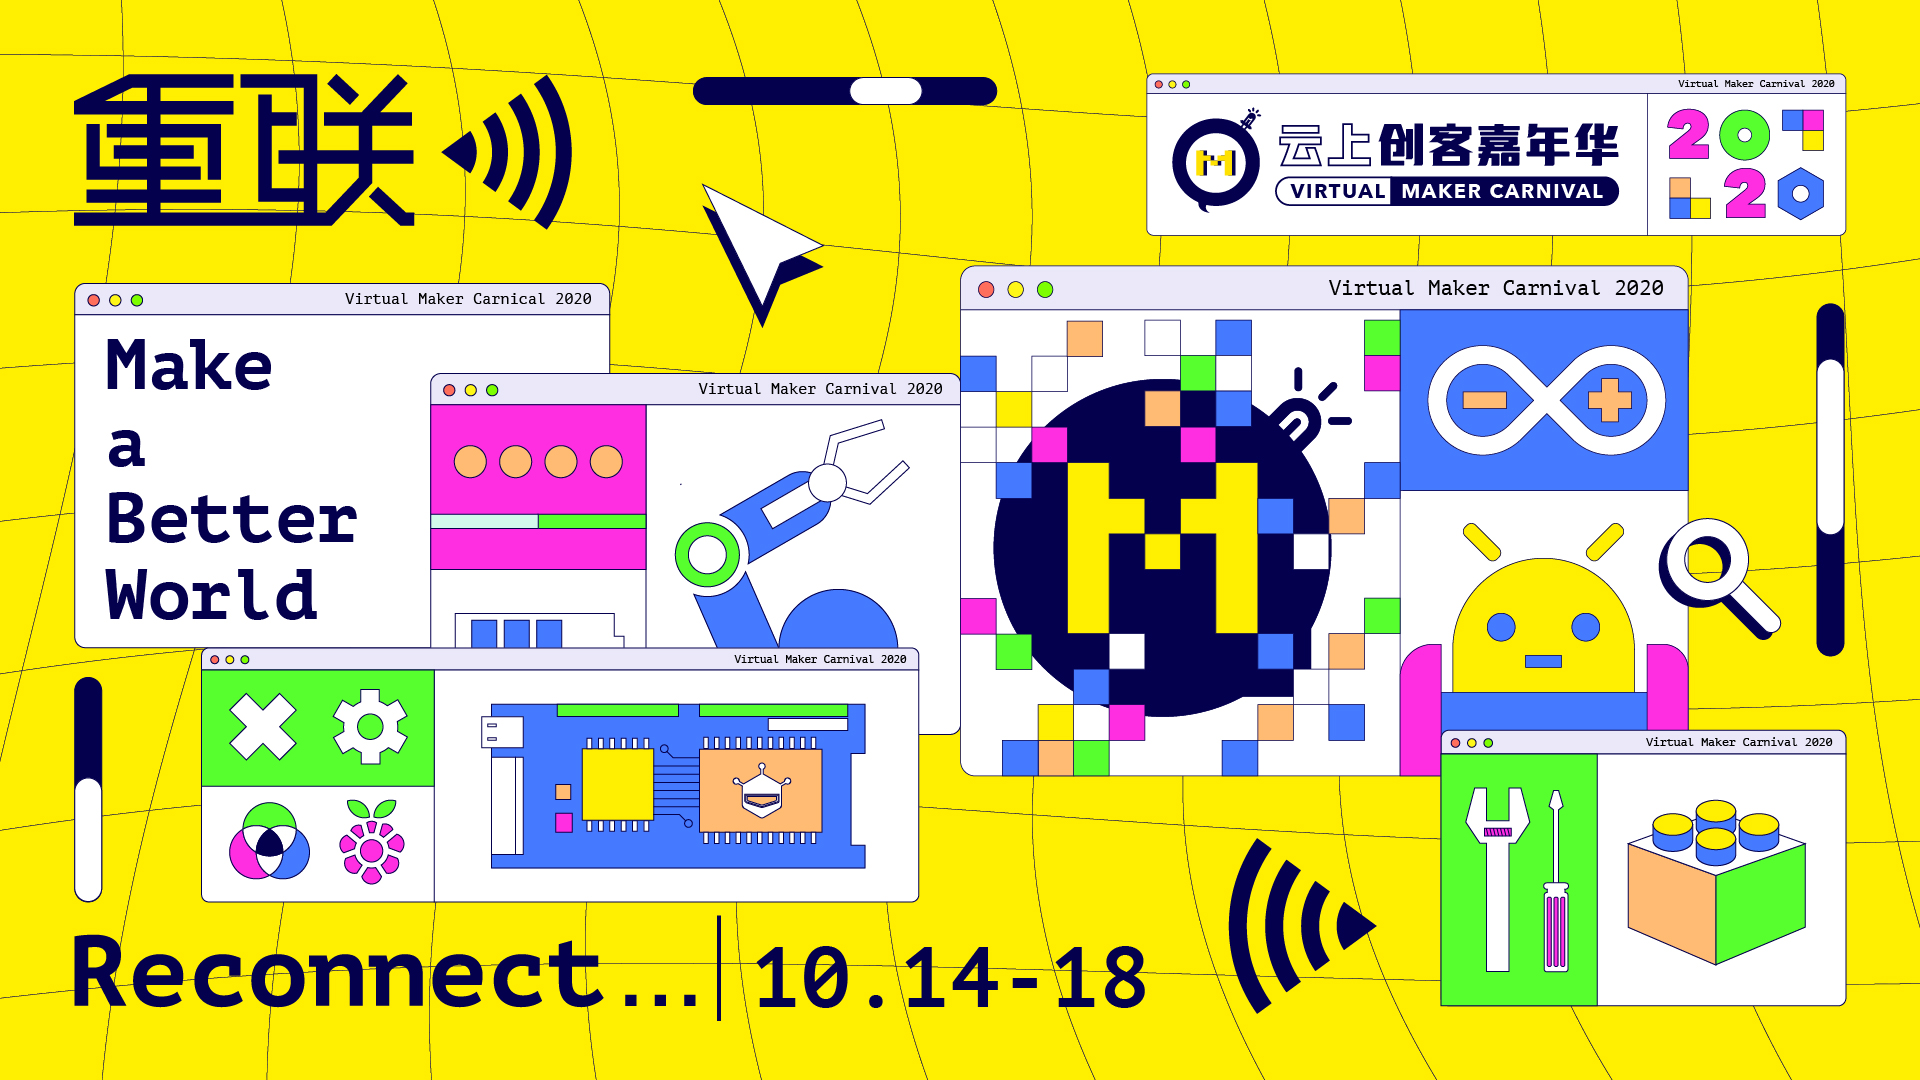 重联
Virtual Maker Carnival 2020
云上创客嘉年华
VIRTUAL MAKER CARNIVAL
2020
Virtual Maker Carnical 2020
Make
a
Better
World
Virtual Maker Carnival 2020
Virtual Maker Carnival 2020
M
Virtual Maker Carnival 2020
Virtual Maker Carnival 2020
Reconnect...
10.14-18